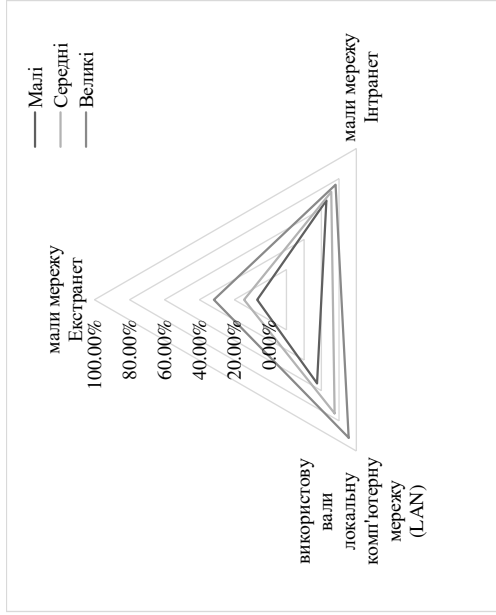 Малі
Середні
Великі
мали мережу
Екстранет
100.00%
80.00%
60.00%
40.00%
20.00%
0.00%
мали мережу
Інтранет
використову
вали
локальну
комп'ютерну
мережу
(LAN)